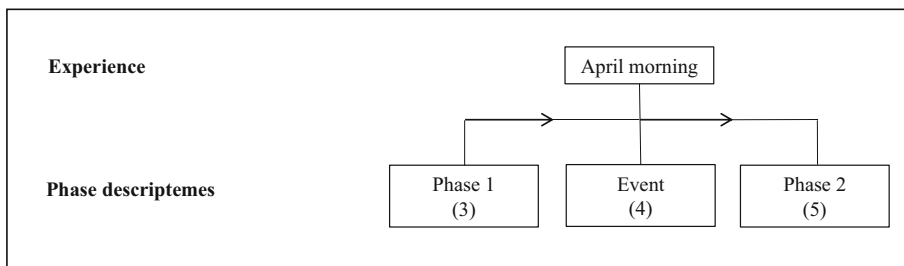 Experience
April morning
Phase descriptemes
Phase 1
(3)
Event
(4)
Phase 2
(5)